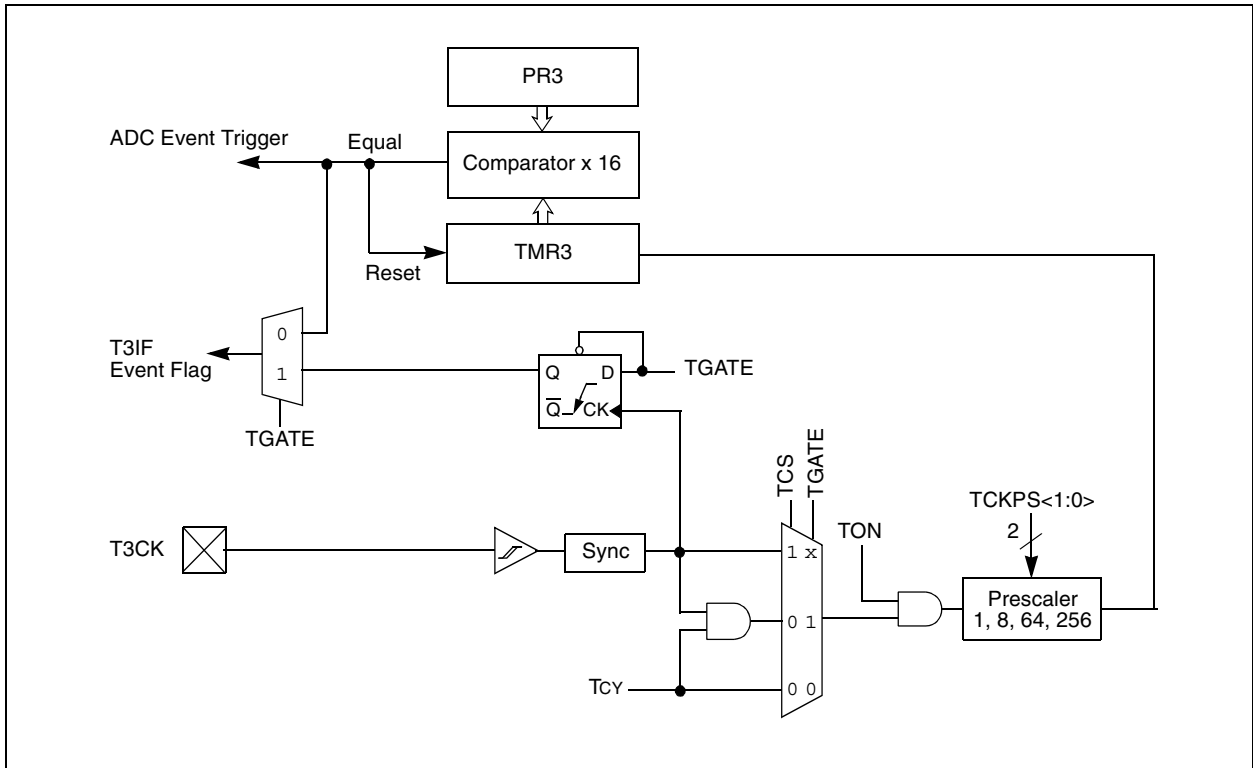 PR3
ADC Event Trigger
Equal
Comparator x 16
TMR3
Reset
0
T3IF
Event Flag
1
Q
D
TGATE
Q
CK
TGATE
TCS
TGATE
TCKPS<1:0>
2
TON
T3CK
Sync
1 x
Prescaler
1, 8, 64, 256
0 1
TCY
0 0